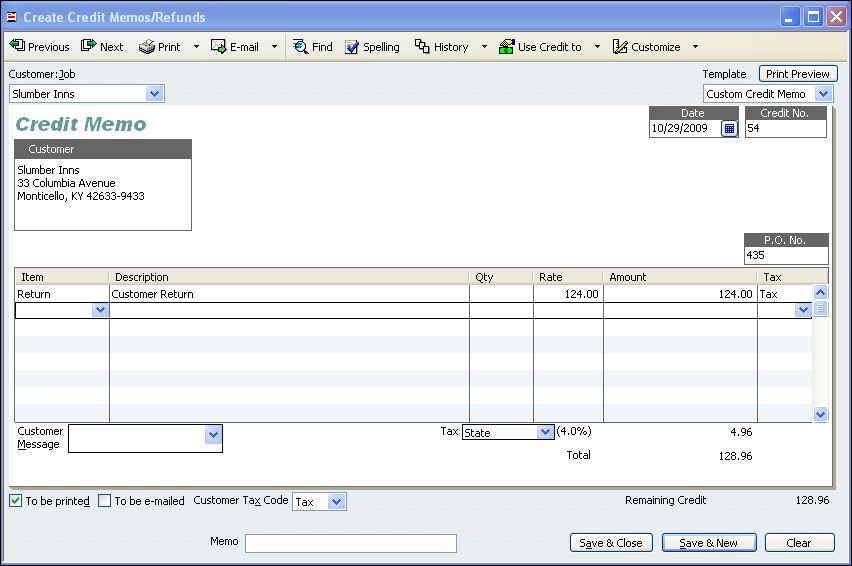 Create Credit Memos/Refunds
Previous Next Print E-mail Find Spelling History Use Credit to Customize
Customer:Job
Template Print Preview
Slumber Inns
Custom Credit Memo
Credit Memo
Date Credit No.
10/29/2009 54
Customer
Slumber Inns
33 Columbia Avenue
Monticello, KY 42633-9433
P.O. No.
435
Item Description Qty Rate Amount Tax
Return Customer Return 124.00 124.00 Tax
Customer Message
Tax State (4.0%) 4.96
Total 128.96
To be printed To be e-mailed Customer Tax Code Tax Remaining Credit 128.96
Memo Save & Close Save & New Clear